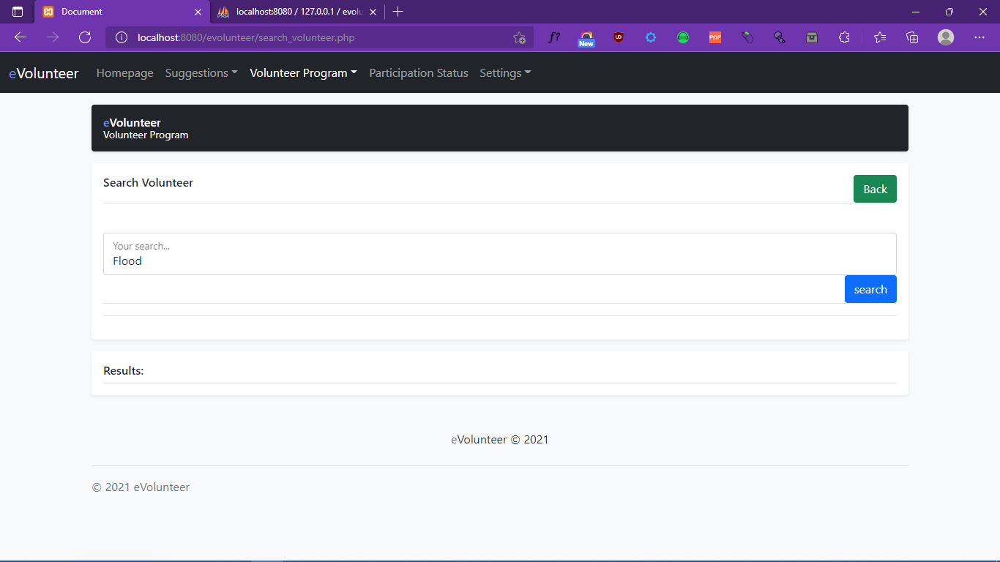 Document
localhost:8080 / 127.0.0.1 / evolu
localhost:8080/evolunteer/search_volunteer.php
f?
New
UD
PDF
eVolunteer Homepage Suggestions Volunteer Program Participation Status Settings
eVolunteer
Volunteer Program
Search Volunteer
Back
Your search...
Flood
search
Results:
eVolunteer © 2021
© 2021 eVolunteer